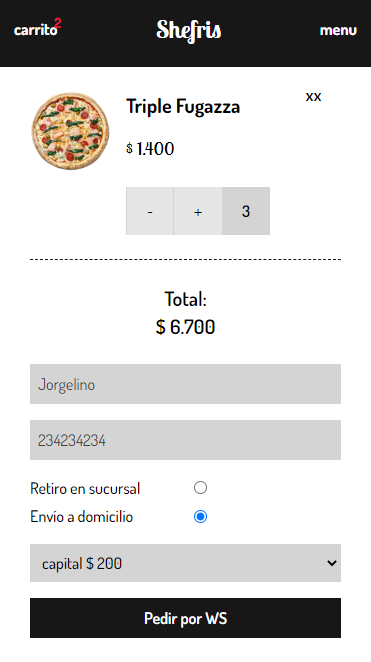 carrito 2 Shefris menu
Triple Fugazza xx
$ 1.400
- + 3
Total:
$ 6.700
Jorgelino
234234234
Retiro en sucursal
Envío a domicilio
capital $ 200
Pedir por WS